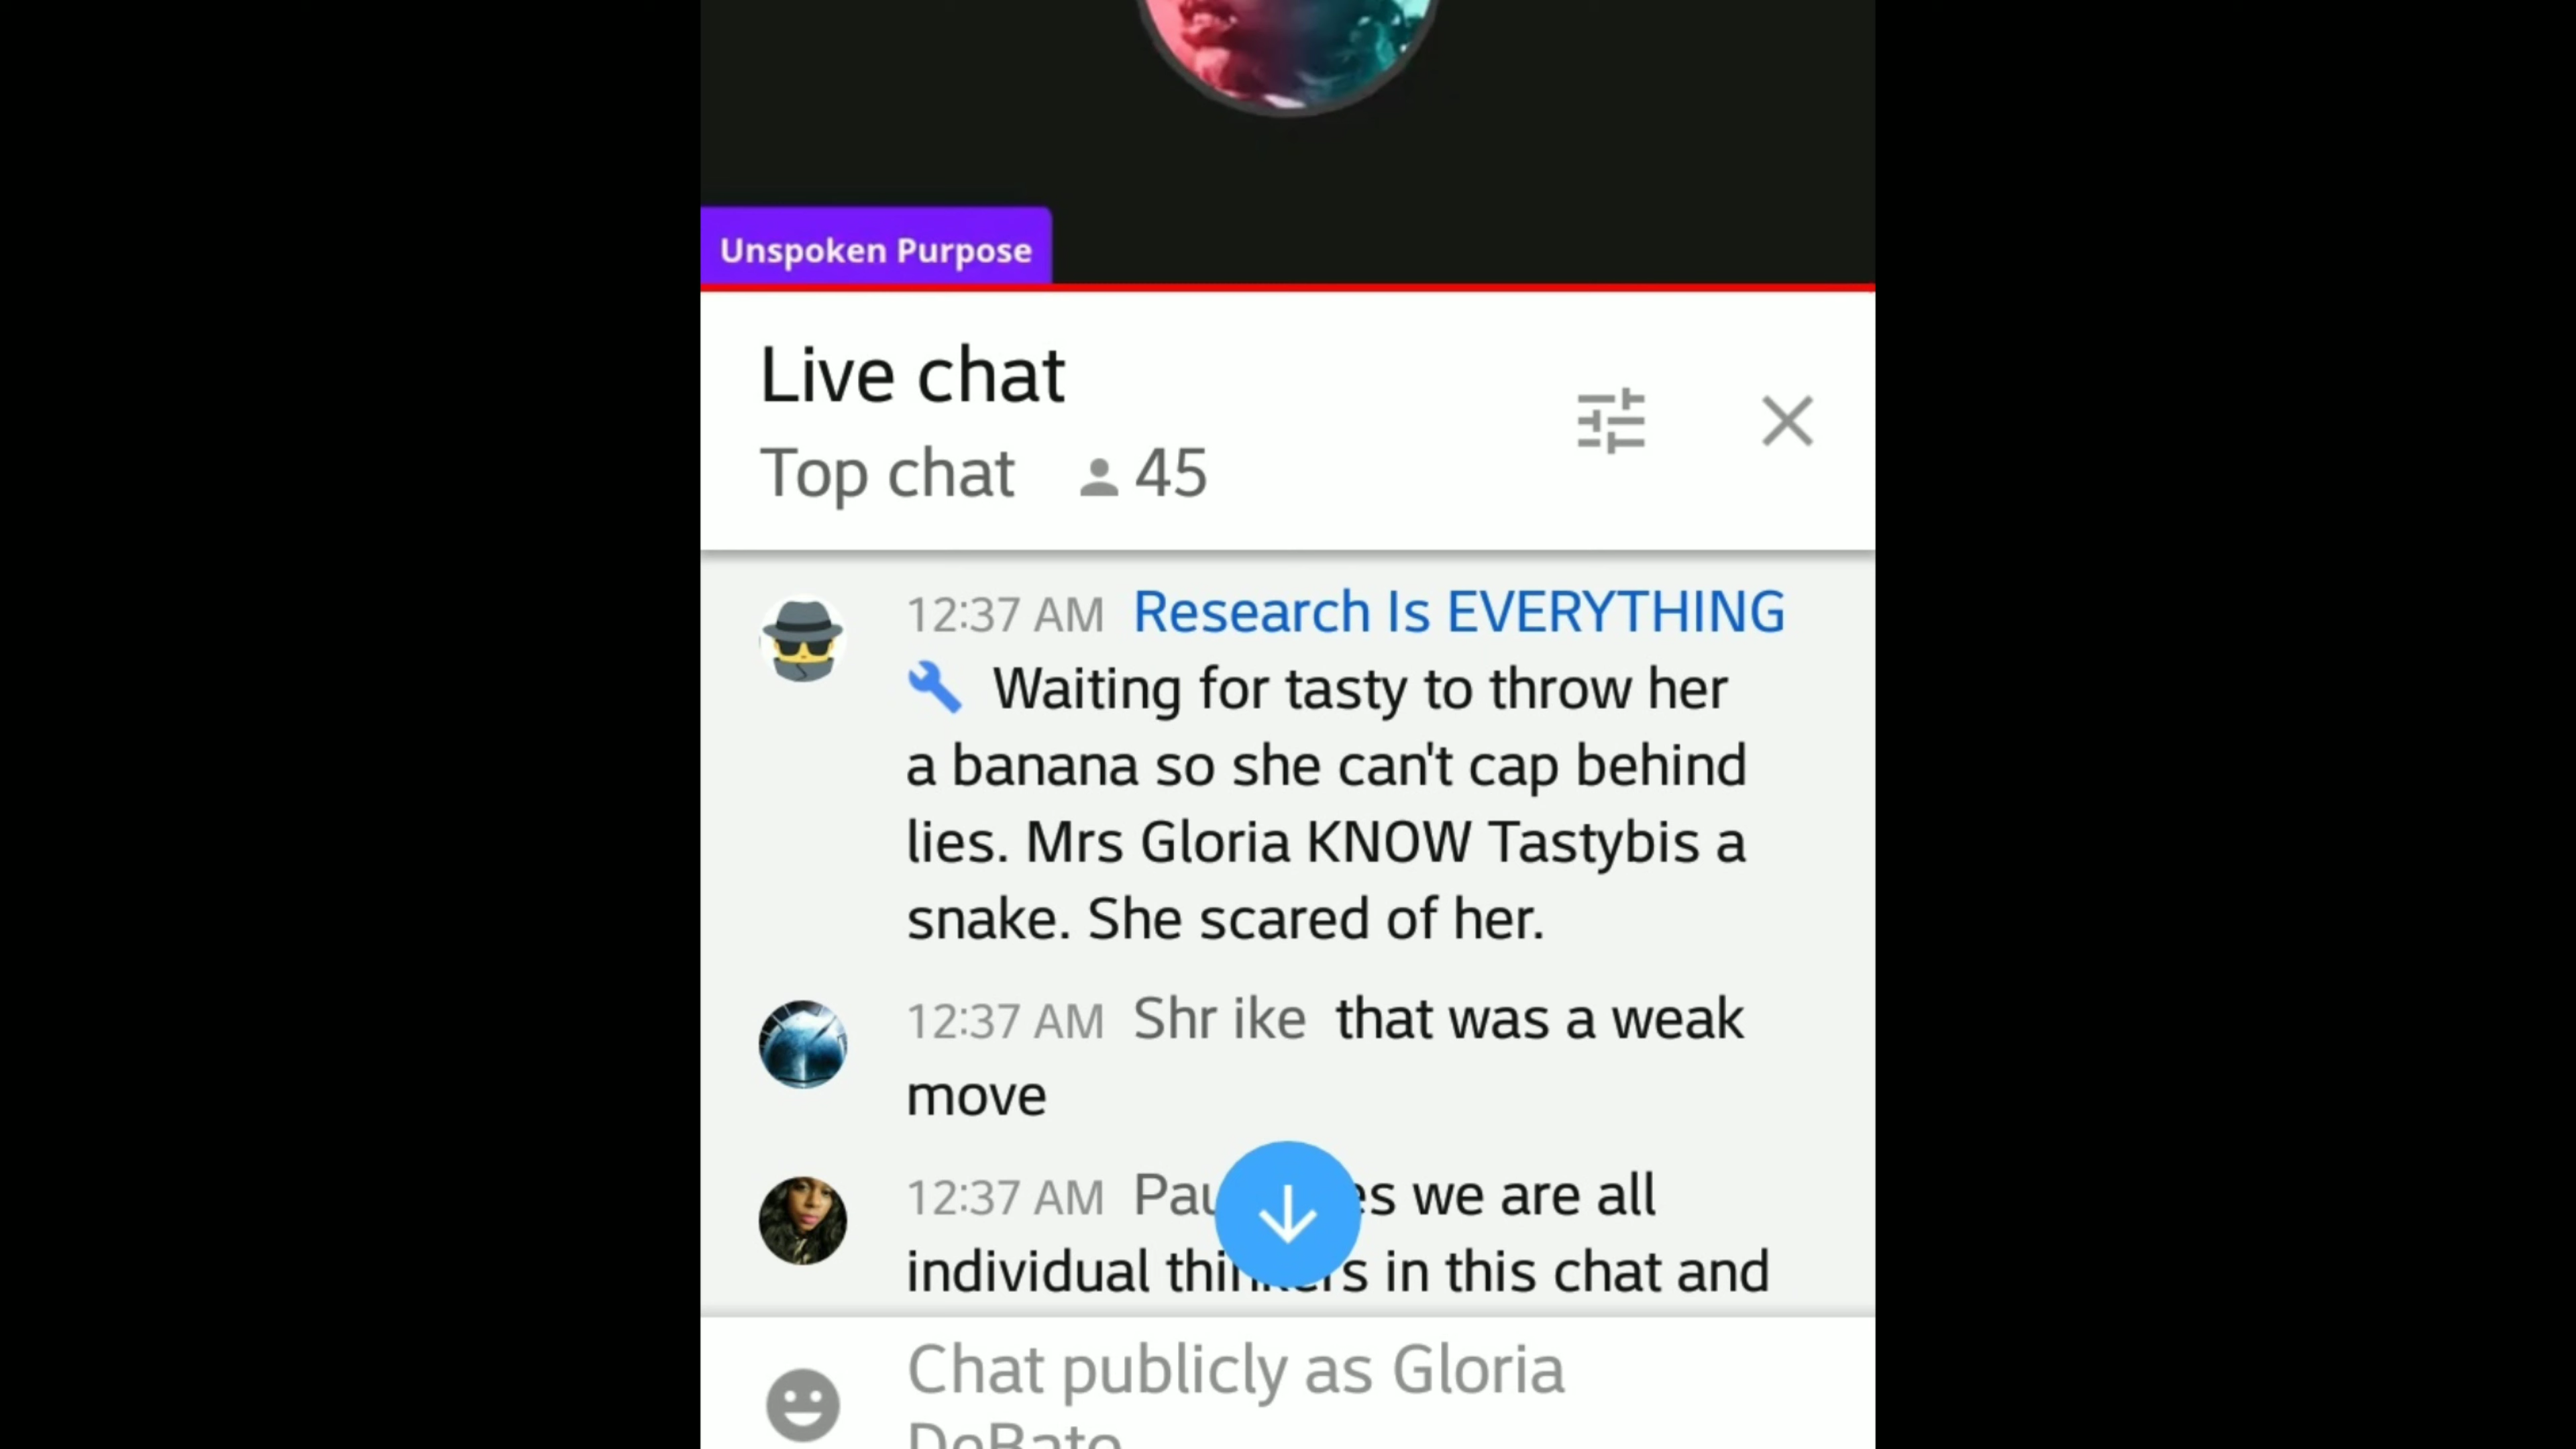 Unspoken Purpose
Live chat
Top chat 45
12:37 AM Research Is EVERYTHING
Waiting for tasty to throw her
a banana so she can't cap behind
lies. Mrs Gloria KNOW Tastybis a
snake. She scared of her.
12:37 AM Shr ike that was a weak
move
12:37 AM we are all
individual in this chat and
Chat publicly as Gloria
DeBate